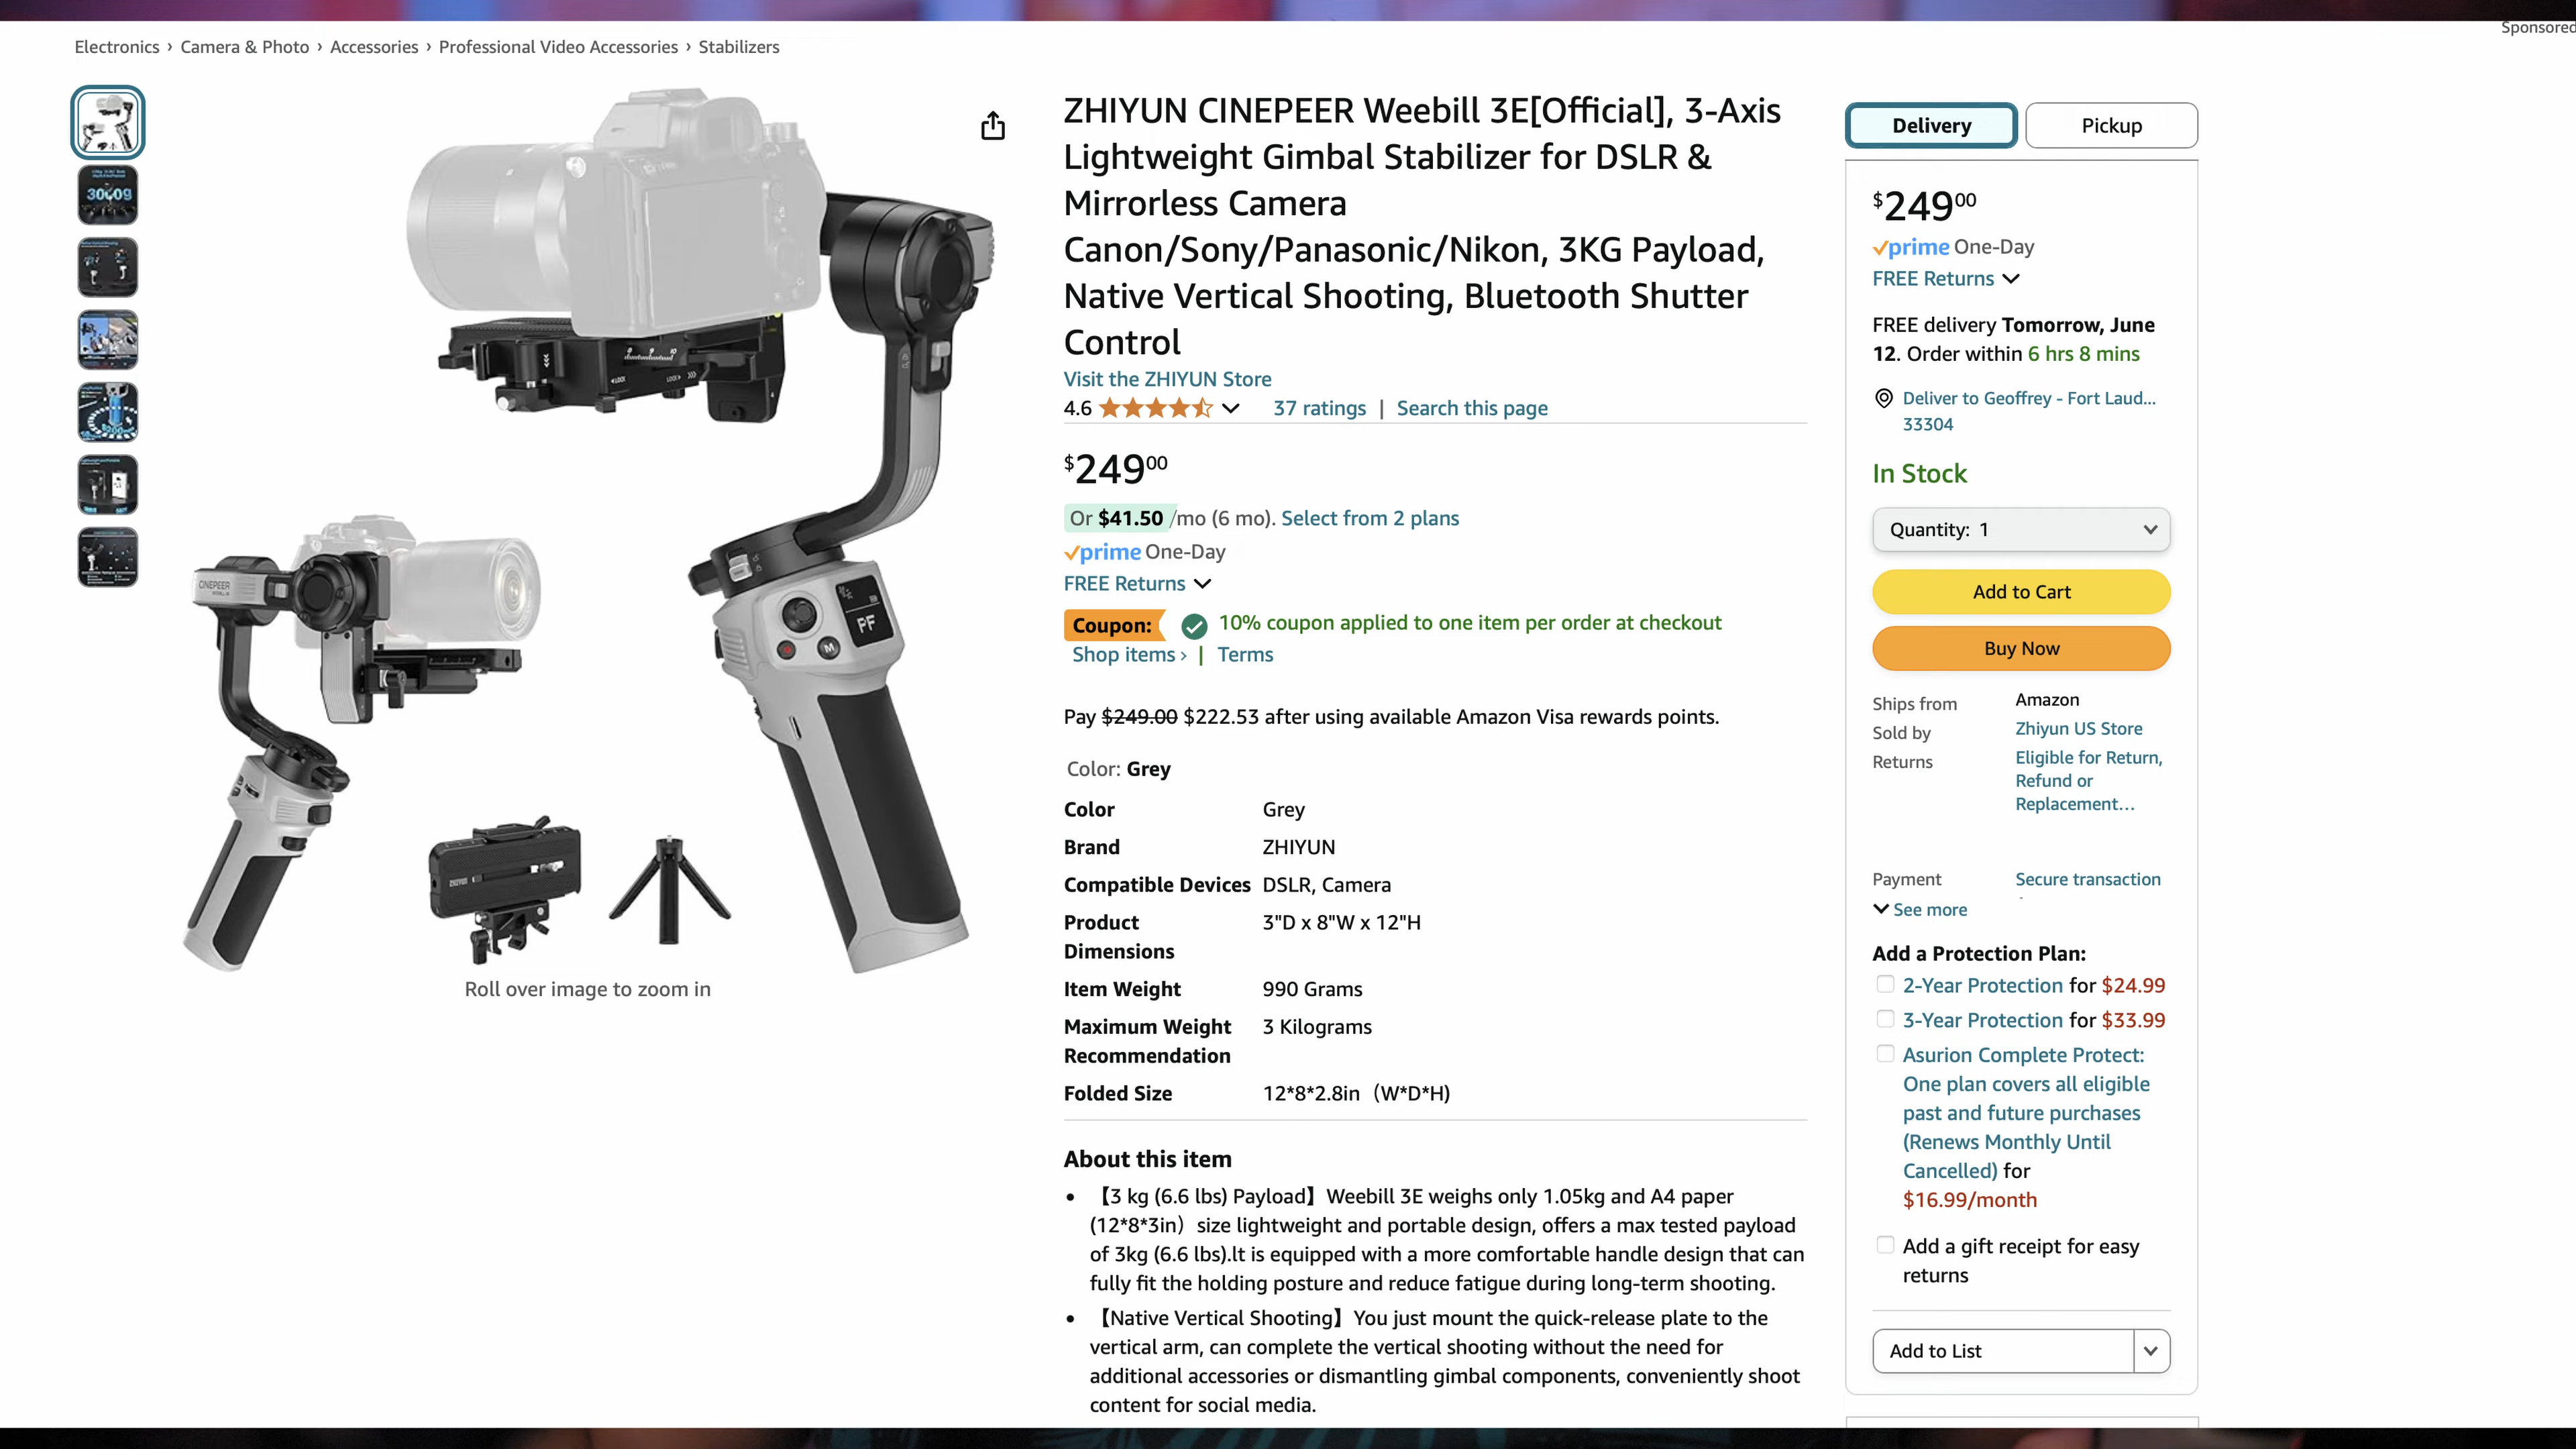 Sponsored
Electronics › Camera & Photo › Accessories › Professional Video Accessories › Stabilizers
3000g
CINEPEER
LOCK
LOCK
PF
M
ZHIYUN
Roll over image to zoom in
ZHIYUN CINEPEER Weebill 3E[Official], 3-Axis
Lightweight Gimbal Stabilizer for DSLR &
Mirrorless Camera
Canon/Sony/Panasonic/Nikon, 3KG Payload,
Native Vertical Shooting, Bluetooth Shutter
Control
Visit the ZHIYUN Store
4.6 37 ratings | Search this page
$24900
Or $41.50 /mo (6 mo). Select from 2 plans
prime One-Day
FREE Returns
Coupon: 10% coupon applied to one item per order at checkout
Shop items › | Terms
Pay $249.00 $222.53 after using available Amazon Visa rewards points.
Color: Grey
Color Grey
Brand ZHIYUN
Compatible Devices DSLR, Camera
Product 3"D x 8"W x 12"H
Dimensions
Item Weight 990 Grams
Maximum Weight 3 Kilograms
Recommendation
Folded Size 12*8*2.8in（W*D*H)
About this item
• 【3 kg (6.6 lbs) Payload】Weebill 3E weighs only 1.05kg and A4 paper
(12*8*3in）size lightweight and portable design, offers a max tested payload
of 3kg (6.6 lbs).lt is equipped with a more comfortable handle design that can
fully fit the holding posture and reduce fatigue during long-term shooting.
• 【Native Vertical Shooting】You just mount the quick-release plate to the
vertical arm, can complete the vertical shooting without the need for
additional accessories or dismantling gimbal components, conveniently shoot
content for social media.
Delivery Pickup
$24900
prime One-Day
FREE Returns
FREE delivery Tomorrow, June
12. Order within 6 hrs 8 mins
Deliver to Geoffrey - Fort Laud...
33304
In Stock
Quantity: 1
Add to Cart
Buy Now
Ships from Amazon
Sold by Zhiyun US Store
Returns Eligible for Return,
Refund or
Replacement…
Payment Secure transaction
See more
Add a Protection Plan:
2-Year Protection for $24.99
3-Year Protection for $33.99
Asurion Complete Protect:
One plan covers all eligible
past and future purchases
(Renews Monthly Until
Cancelled) for
$16.99/month
Add a gift receipt for easy
returns
Add to List